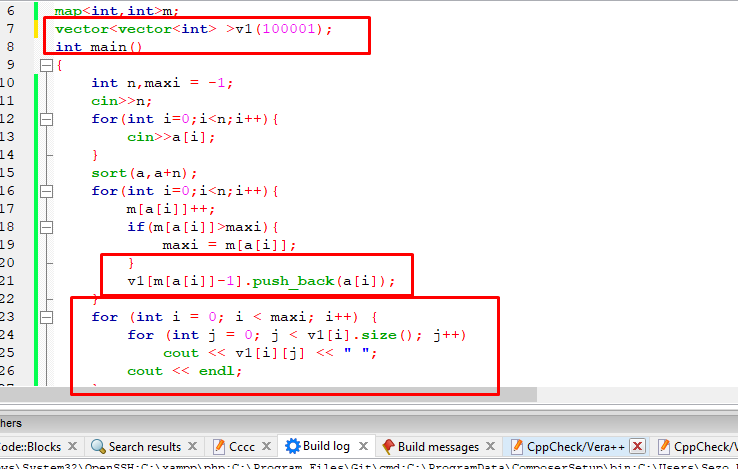 6 map<int,int>m;
7 vector<vector<int> >v1(100001);
8 int main()
9 {
10 int n,maxi = -1;
11 cin>>n;
12 for(int i=0;i<n;i++){
13 cin>>a[i];
14 }
15 sort(a,a+n);
16 for(int i=0;i<n;i++){
17 m[a[i]]++;
18 if(m[a[i]]>maxi){
19 maxi = m[a[i]];
20 }
21 v1[m[a[i]]-1].push_back(a[i]);
22 }
23 for (int i = 0; i < maxi; i++) {
24 for (int j = 0; j < v1[i].size(); j++)
25 cout << v1[i][j] << " ";
26 cout << endl;
27 }
hers
Code::Blocks Search results Cccc Build log Build messages CppCheck/Vera++ CppCheck/Ver
ws\System32\OpenSSH;C:\xampp\php;C:\Program Files\Git\cmd;C:\ProgramData\ComposerSetup\bin;C:\Users\Sezo